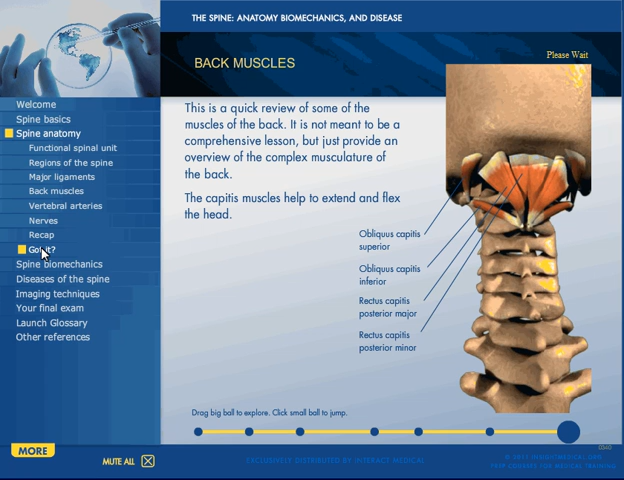 THE SPINE: ANATOMY BIOMECHANICS, AND DISEASE
BACK MUSCLES
Please Wait
Welcome
Spine basics
Spine anatomy
Functional spinal unit
Regions of the spine
Major ligaments
Back muscles
Vertebral arteries
Nerves
Recap
Got it?
Spine biomechanics
Diseases of the spine
Imaging techniques
Your final exam
Launch Glossary
Other references
This is a quick review of some of the
muscles of the back. It is not meant to be a
comprehensive lesson, but just provide an
overview of the complex musculature of
the back.
The capitis muscles help to extend and flex
the head.
Obliquus capitis
superior
Obliquus capitis
inferior
Rectus capitis
posterior major
Rectus capitis
posterior minor
Drag big ball to explore. Click small ball to jump.
MORE
MUTE ALL
EXCLUSIVELY DISTRIBUTED BY INTERACT MEDICAL
PREP COURSES FOR MEDICAL TRAINING